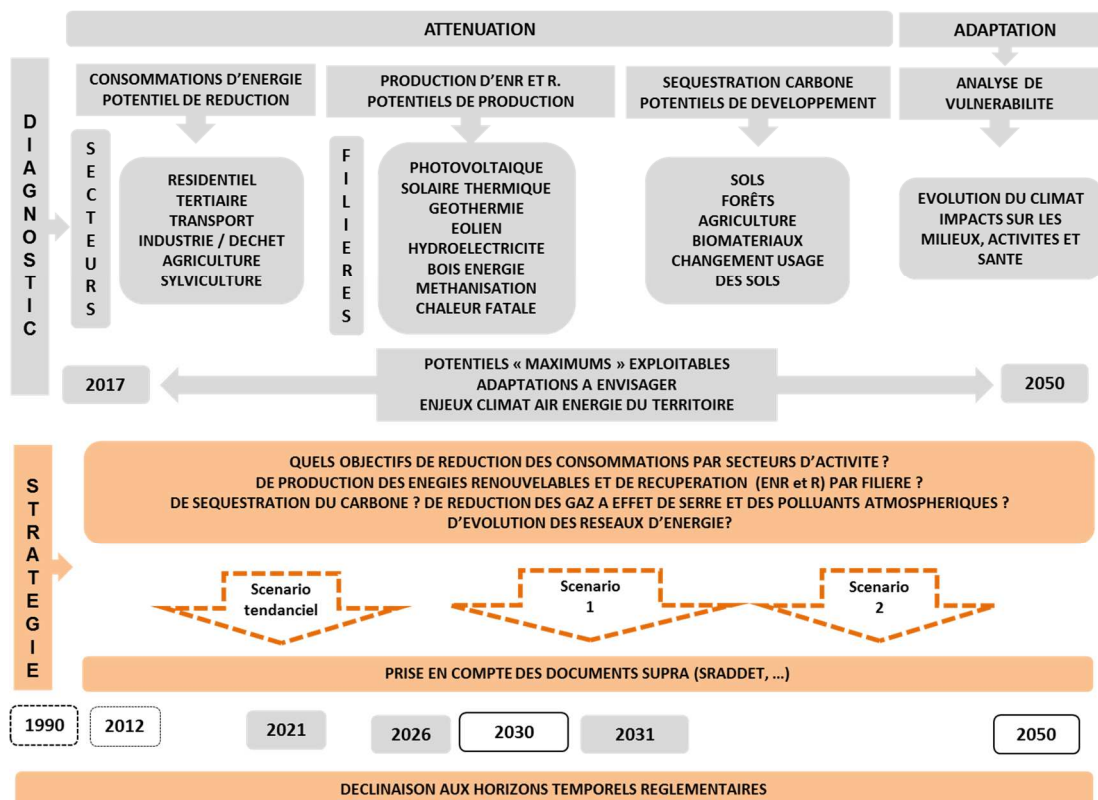 ATTENUATION
ADAPTATION
DIAGNOSTIC
CONSOMMATIONS D'ENERGIE
POTENTIEL DE REDUCTION
PRODUCTION D'ENR ET R.
POTENTIELS DE PRODUCTION
SEQUESTRATION CARBONE
POTENTIELS DE DEVELOPPEMENT
ANALYSE DE
VULNERABILITE
SECTEURS
RESIDENTIEL
TERTIAIRE
TRANSPORT
INDUSTRIE / DECHET
AGRICULTURE
SYLVICULTURE
FILIERES
PHOTOVOLTAIQUE
SOLAIRE THERMIQUE
GEOTHERMIE
EOLIEN
HYDROELECTRICITE
BOIS ENERGIE
METHANISATION
CHALEUR FATALE
SOLS
FORÊTS
AGRICULTURE
BIOMATERIAUX
CHANGEMENT USAGE
DES SOLS
EVOLUTION DU CLIMAT
IMPACTS SUR LES
MILIEUX, ACTIVITES ET
SANTE
2017
POTENTIELS « MAXIMUMS » EXPLOITABLES
ADAPTATIONS A ENVISAGER
ENJEUX CLIMAT AIR ENERGIE DU TERRITOIRE
2050
STRATEGIE
QUELS OBJECTIFS DE REDUCTION DES CONSOMMATIONS PAR SECTEURS D'ACTIVITE ?
DE PRODUCTION DES ENEGIES RENOUVELABLES ET DE RECUPERATION (ENR et R) PAR FILIERE ?
DE SEQUESTRATION DU CARBONE ? DE REDUCTION DES GAZ A EFFET DE SERRE ET DES POLLUANTS ATMOSPHERIQUES ?
D'EVOLUTION DES RESEAUX D'ENERGIE?
Scenario
tendanciel
Scenario
1
Scenario
2
PRISE EN COMPTE DES DOCUMENTS SUPRA (SRADDET, ...)
1990
2012
2021
2026
2030
2031
2050
DECLINAISON AUX HORIZONS TEMPORELS REGLEMENTAIRES